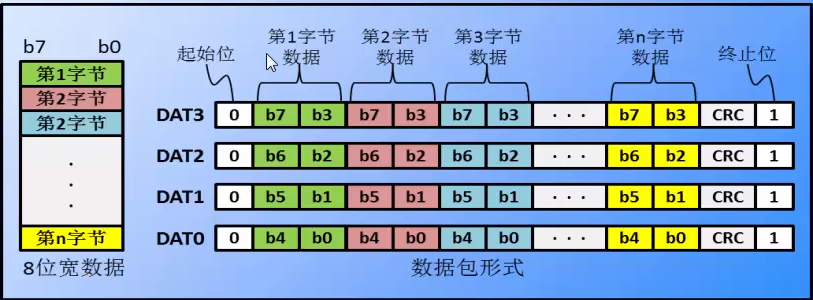 b7 b0
第1字节
第2字节
第2字节
.
.
.
第n字节
8位宽数据
起始位 第1字节数据 第2字节数据 第3字节数据 第n字节数据 终止位
DAT3 0 b7 b3 b7 b3 b7 b3 · · · b7 b3 CRC 1
DAT2 0 b6 b2 b6 b2 b6 b2 · · · b6 b2 CRC 1
DAT1 0 b5 b1 b5 b1 b5 b1 · · · b5 b1 CRC 1
DAT0 0 b4 b0 b4 b0 b4 b0 · · · b4 b0 CRC 1
数据包形式